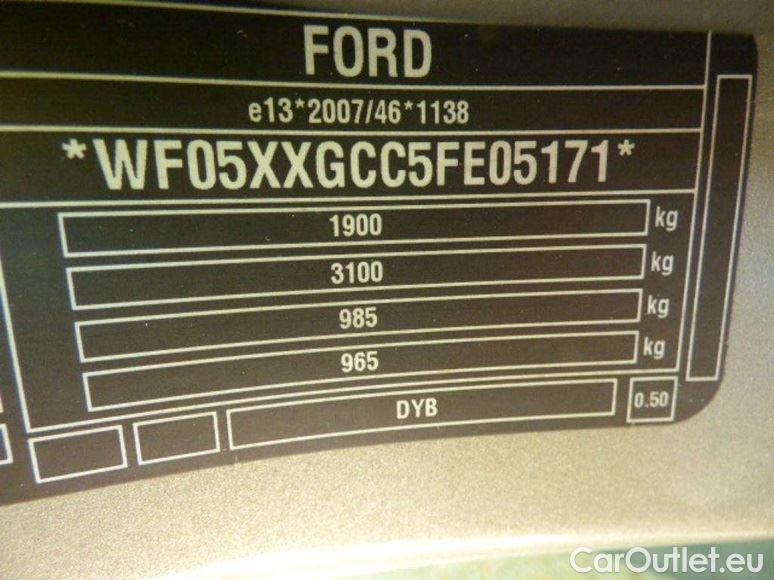 FORD
e13*2007/46*1138
*WF05XXGCC5FE05171*
1900 kg
3100 kg
985 kg
965 kg
DYB 0.50
CarOutlet.eu